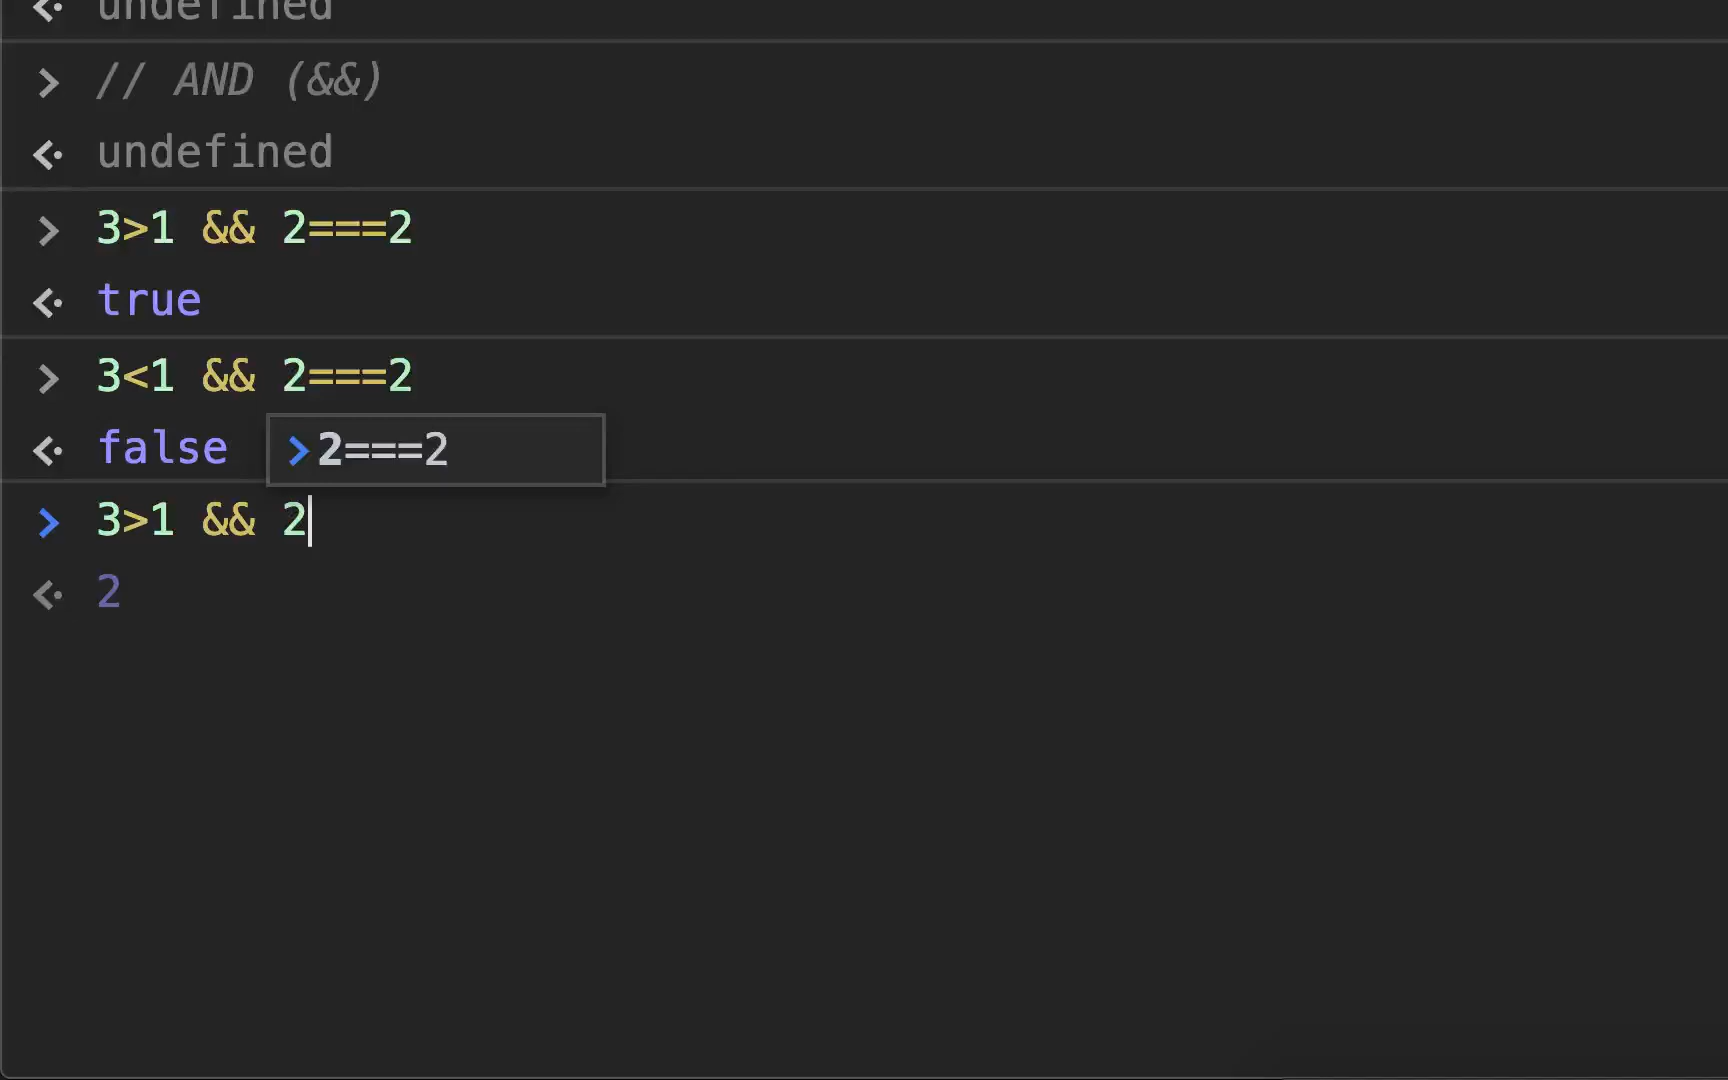 undefined
> // AND (&&)
<· undefined
> 3>1 && 2===2
<· true
> 3<1 && 2===2
<· false
> 2===2
> 3>1 && 2
<· 2